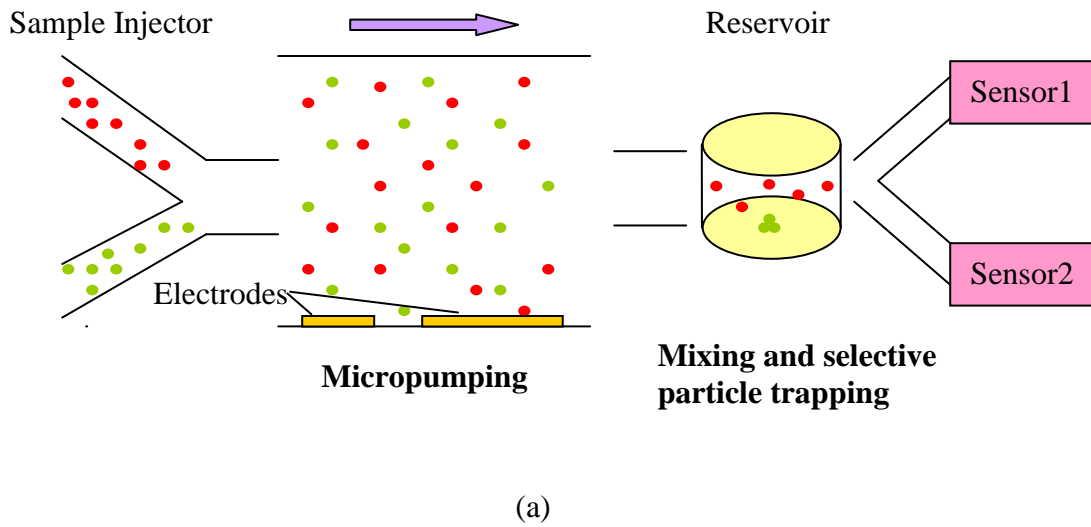 Sample Injector
Reservoir
Sensor1
Sensor2
Electrodes
Micropumping
Mixing and selective
particle trapping
(a)